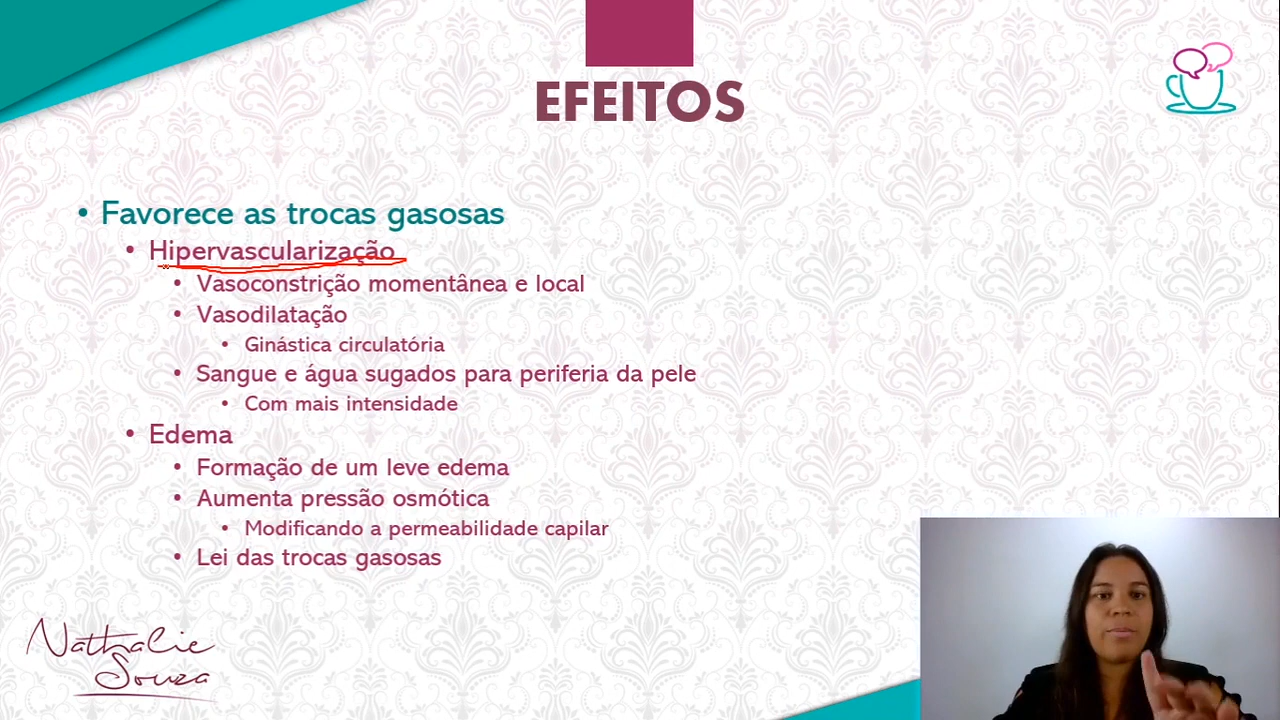 EFEITOS
• Favorece as trocas gasosas
• Hipervascularização
• Vasoconstrição momentânea e local
• Vasodilatação
• Ginástica circulatória
• Sangue e água sugados para periferia da pele
• Com mais intensidade
• Edema
• Formação de um leve edema
• Aumenta pressão osmótica
• Modificando a permeabilidade capilar
• Lei das trocas gasosas
Nathalie
Souza